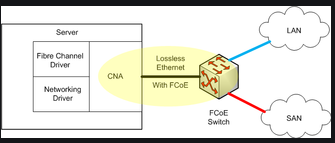 Server
Fibre Channel
Driver
Networking
Driver
CNA
Lossless
Ethernet
With FCoE
FCoE
Switch
LAN
SAN